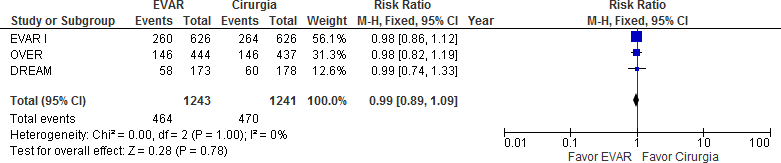 EVAR Cirurgia Risk Ratio Risk Ratio
Study or Subgroup Events Total Events Total Weight M-H, Fixed, 95% CI Year M-H, Fixed, 95% CI
EVAR I 260 626 264 626 56.1% 0.98 [0.86, 1.12]
OVER 146 444 146 437 31.3% 0.98 [0.82, 1.19]
DREAM 58 173 60 178 12.6% 0.99 [0.74, 1.33]
Total (95% CI) 1243 1241 100.0% 0.99 [0.89, 1.09]
Total events 464 470
Heterogeneity: Chi² = 0.00, df = 2 (P = 1.00); I² = 0%
Test for overall effect: Z = 0.28 (P = 0.78)
0.01 0.1 1 10 100
Favor EVAR Favor Cirurgia